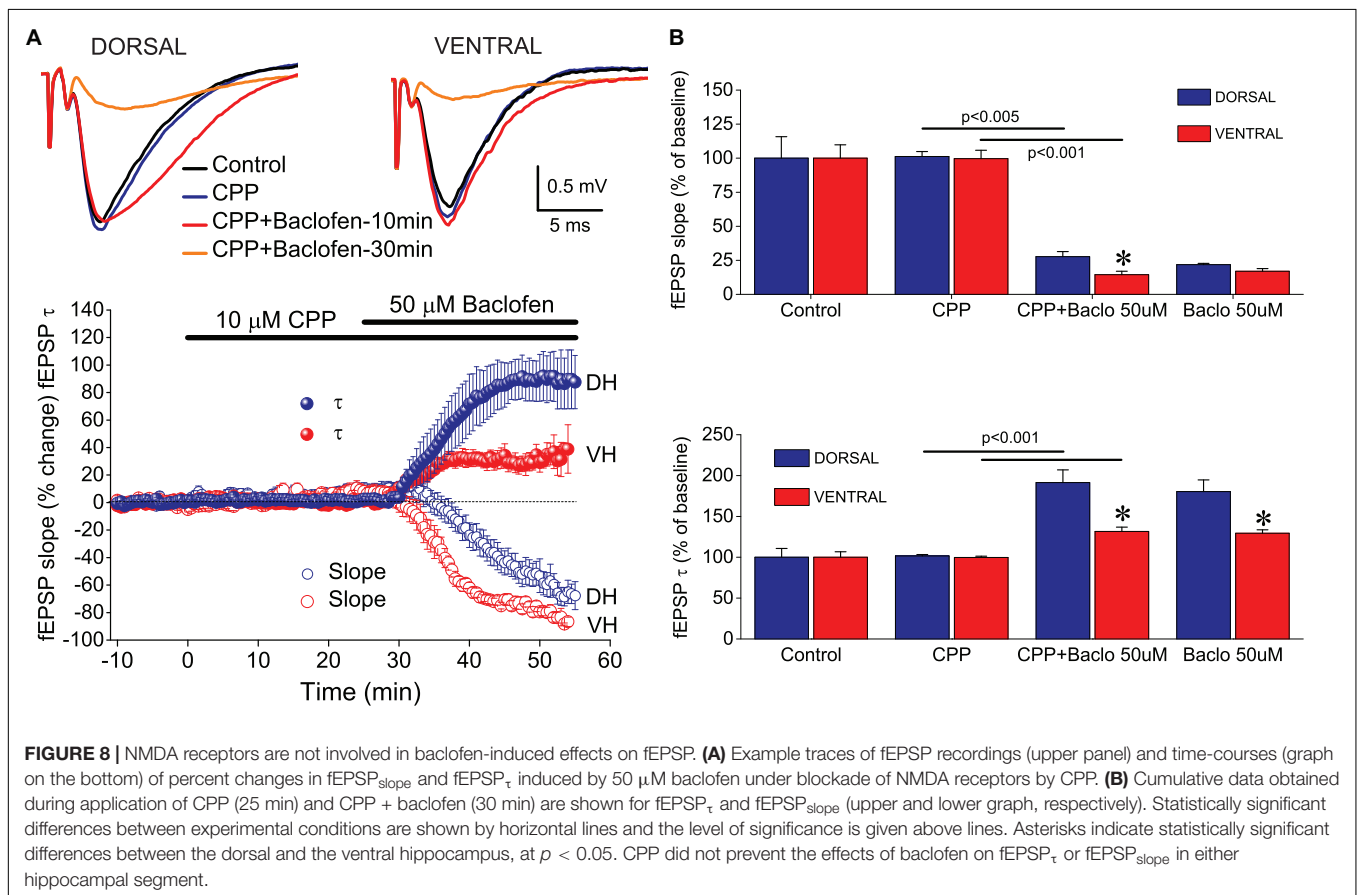 A
DORSAL
VENTRAL
Control
CPP
CPP+Baclofen-10min
CPP+Baclofen-30min
0.5 mV
5 ms
50 μM Baclofen
10 μM CPP
fEPSP slope (% change) fEPSP τ
140
120
100
80
60
40
20
0
-20
-40
-60
-80
-100
τ
τ
DH
VH
Slope
Slope
DH
VH
-10 0 10 20 30 40 50 60
Time (min)
B
fEPSP slope (% of baseline)
150
125
100
75
50
25
0
DORSAL
VENTRAL
p<0.005
p<0.001
*
Control CPP CPP+Baclo 50uM Baclo 50uM
fEPSP τ (% of baseline)
250
200
150
100
50
0
DORSAL
VENTRAL
p<0.001
* *
Control CPP CPP+Baclo 50uM Baclo 50uM
FIGURE 8 | NMDA receptors are not involved in baclofen-induced effects on fEPSP. (A) Example traces of fEPSP recordings (upper panel) and time-courses (graph
on the bottom) of percent changes in fEPSPslope and fEPSPτ induced by 50 μM baclofen under blockade of NMDA receptors by CPP. (B) Cumulative data obtained
during application of CPP (25 min) and CPP + baclofen (30 min) are shown for fEPSPτ and fEPSPslope (upper and lower graph, respectively). Statistically significant
differences between experimental conditions are shown by horizontal lines and the level of significance is given above lines. Asterisks indicate statistically significant
differences between the dorsal and the ventral hippocampus, at p < 0.05. CPP did not prevent the effects of baclofen on fEPSPτ or fEPSPslope in either
hippocampal segment.